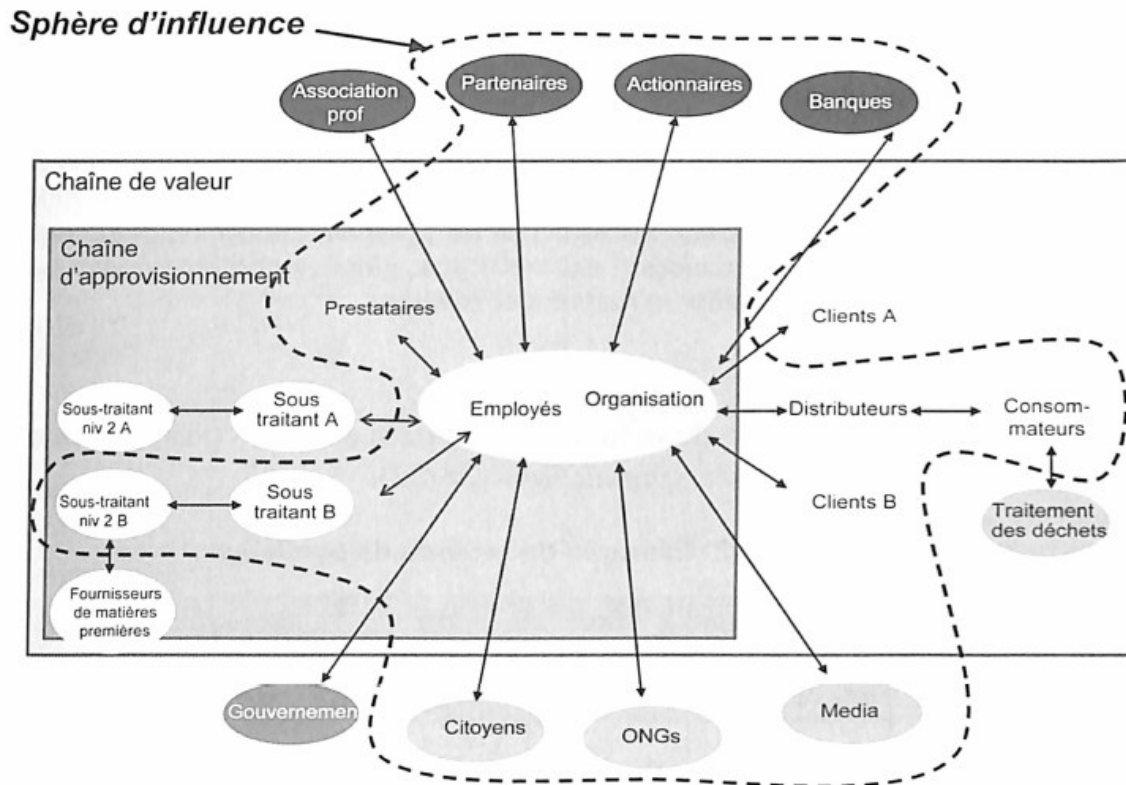 Sphère d'influence
Association
prof
Partenaires
Actionnaires
Banques
Chaîne de valeur
Chaîne
d'approvisionnement
Prestataires
Clients A
Employés
Organisation
Sous-traitant
niv 2 A
Sous
traitant A
Distributeurs
Consom-
mateurs
Sous-traitant
niv 2 B
Sous
traitant B
Clients B
Traitement
des déchets
Fournisseurs
de matières
premières
Gouvernemen
Citoyens
ONGs
Media